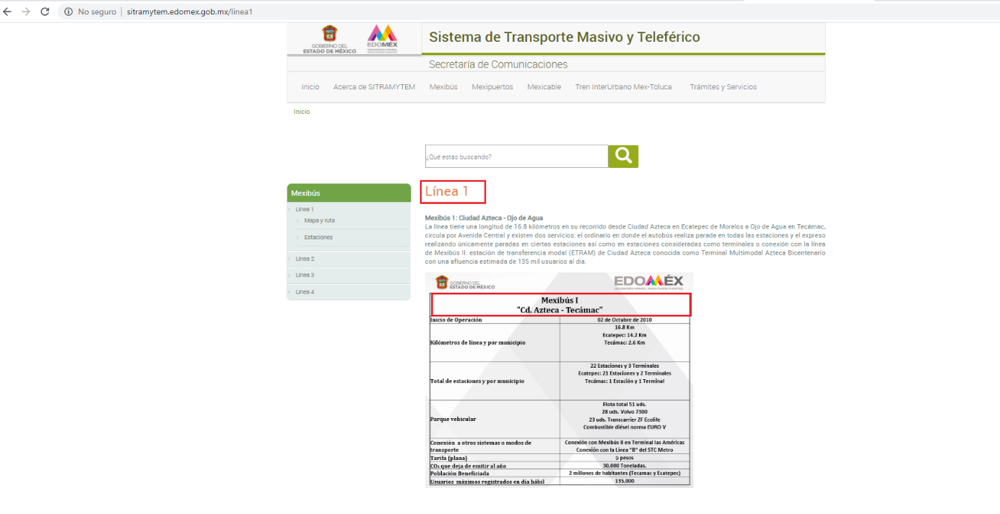 No seguro | sitramytem.edomex.gob.mx/linea1
GOBIERNO DEL
ESTADO DE MÉXICO
EDOMÉX
Sistema de Transporte Masivo y Teleférico
Secretaría de Comunicaciones
Inicio Acerca de SITRAMYTEM Mexibús Mexipuertos Mexicable Tren InterUrbano Mex-Toluca Trámites y Servicios
Inicio
¿Qué estás buscando?
Mexibús
Línea 1
Mapa y ruta
Estaciones
Línea 2
Línea 3
Línea 4
Línea 1
Mexibús 1: Ciudad Azteca - Ojo de Agua
La línea tiene una longitud de 16.8 kilómetros en su recorrido desde Ciudad Azteca en Ecatepec de Morelos a Ojo de Agua en Tecámac,
circula por Avenida Central y existen dos servicios: el ordinario en donde el autobús realiza parada en todas las estaciones y el expreso
realizando únicamente paradas en ciertas estaciones así como en estaciones consideradas como terminales o conexión con la línea
de Mexibús II: estación de transferencia modal (ETRAM) de Ciudad Azteca conocida como Terminal Multimodal Azteca Bicentenario
con una afluencia estimada de 135 mil usuarios al día.
GOBIERNO DEL
ESTADO DE MÉXICO
EDOMÉX
DECISIONES FIRMES, RESULTADOS FUERTES.
Mexibús I
"Cd. Azteca - Tecámac"
Inicio de Operación 02 de Octubre de 2010
Kilómetros de línea y por municipio
16.8 Km
Ecatepec: 14.2 Km
Tecámac: 2.6 Km
Total de estaciones y por municipio
22 Estaciones y 3 Terminales
Ecatepec: 21 Estaciones y 2 Terminales
Tecámac: 1 Estación y 1 Terminal
Parque vehicular
Flota total 51 uds.
28 uds. Volvo 7300
23 uds. Transcarrier ZF Ecolife
Combustible diésel norma EURO V
Conexión a otros sistemas o modos de
transporte
Conexión con Mexibús II en Terminal las Américas
Conexión con la Línea "B" del STC Metro
Tarifa (plana) 9 pesos
CO₂ que deja de emitir al año 30,000 Toneladas.
Población Beneficiada 2 millones de habitantes (Tecamac y Ecatepec)
Usuarios máximos registrados en día hábil 135,000